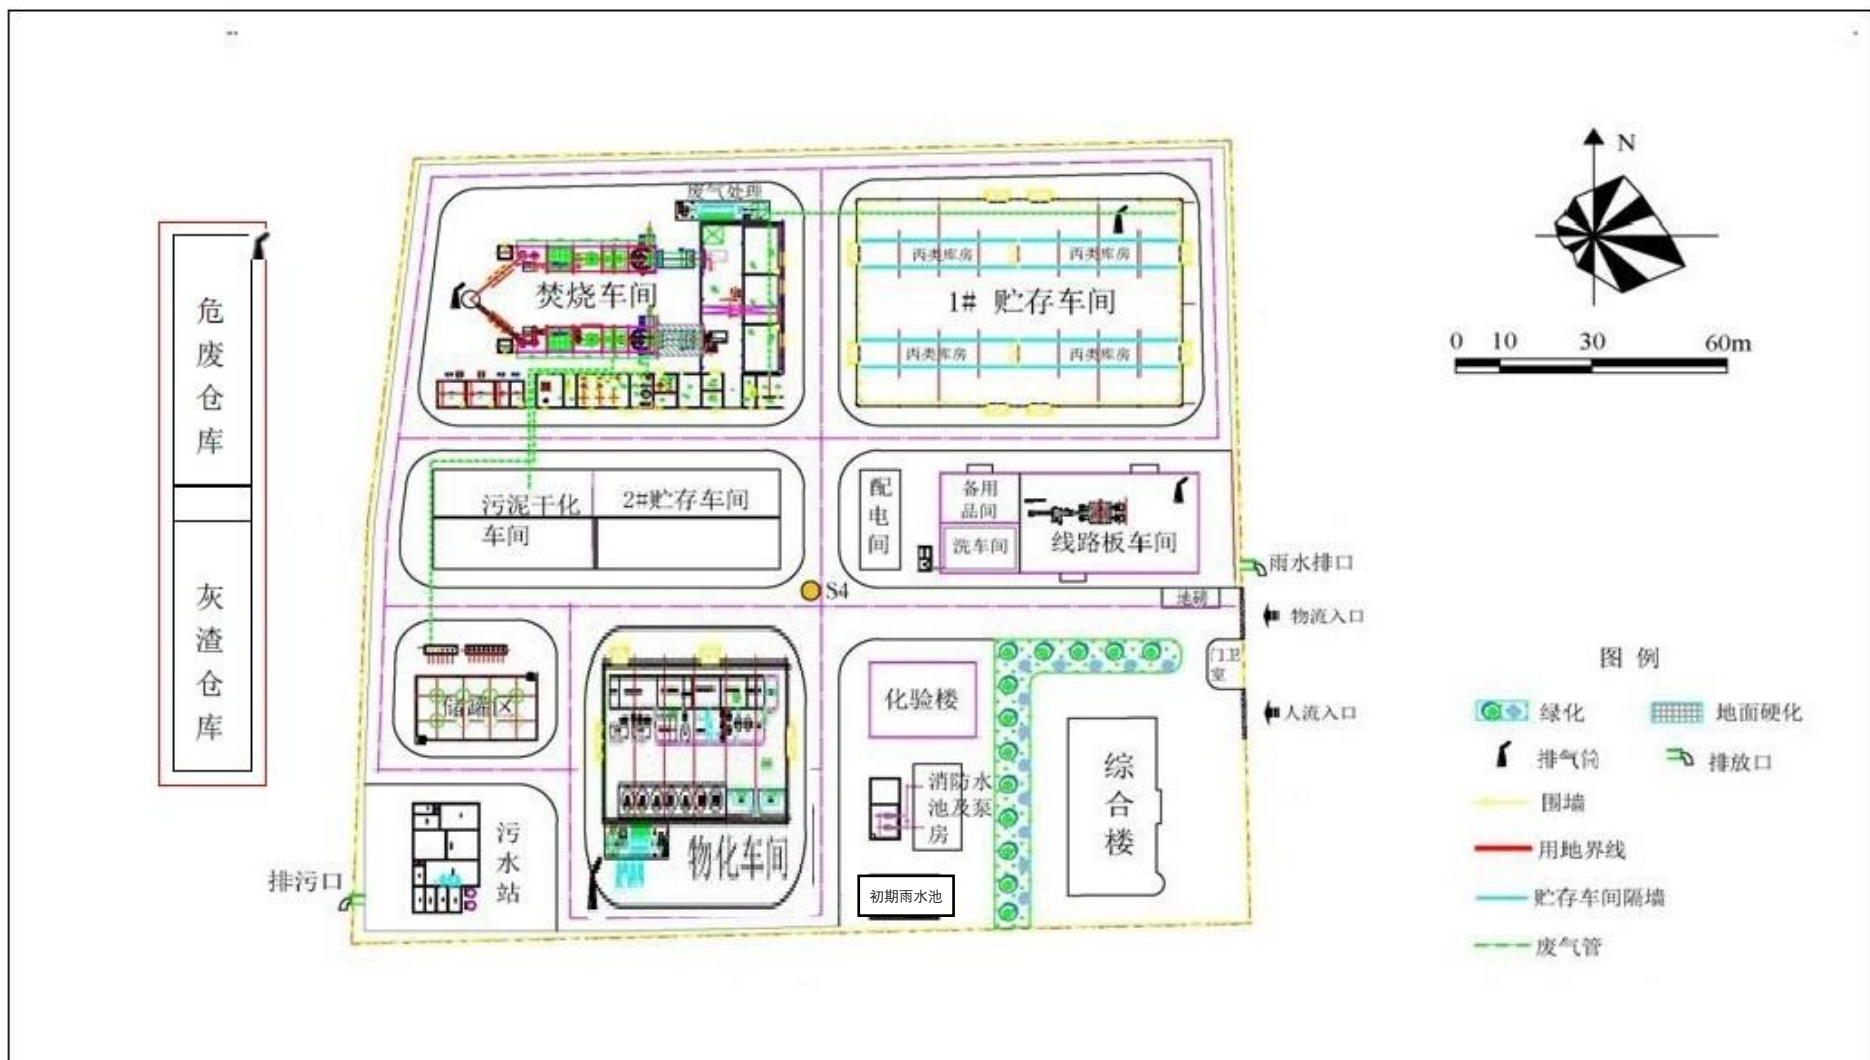 废气处理
焚烧车间
丙类库房
丙类库房
1# 贮存车间
丙类库房
丙类库房
N
0 10 30 60m
危
废
仓
库
灰
渣
仓
库
污泥干化
车间
2#贮存车间
配
电
间
备用
品间
洗车间
线路板车间
雨水排口
S4
地磅
物流入口
门卫
室
人流入口
储罐区
化验楼
消防水
池及泵
房
综
合
楼
物化车间
污
水
站
排污口
初期雨水池
图 例
绿化
地面硬化
排气筒
排放口
围墙
用地界线
贮存车间隔墙
废气管